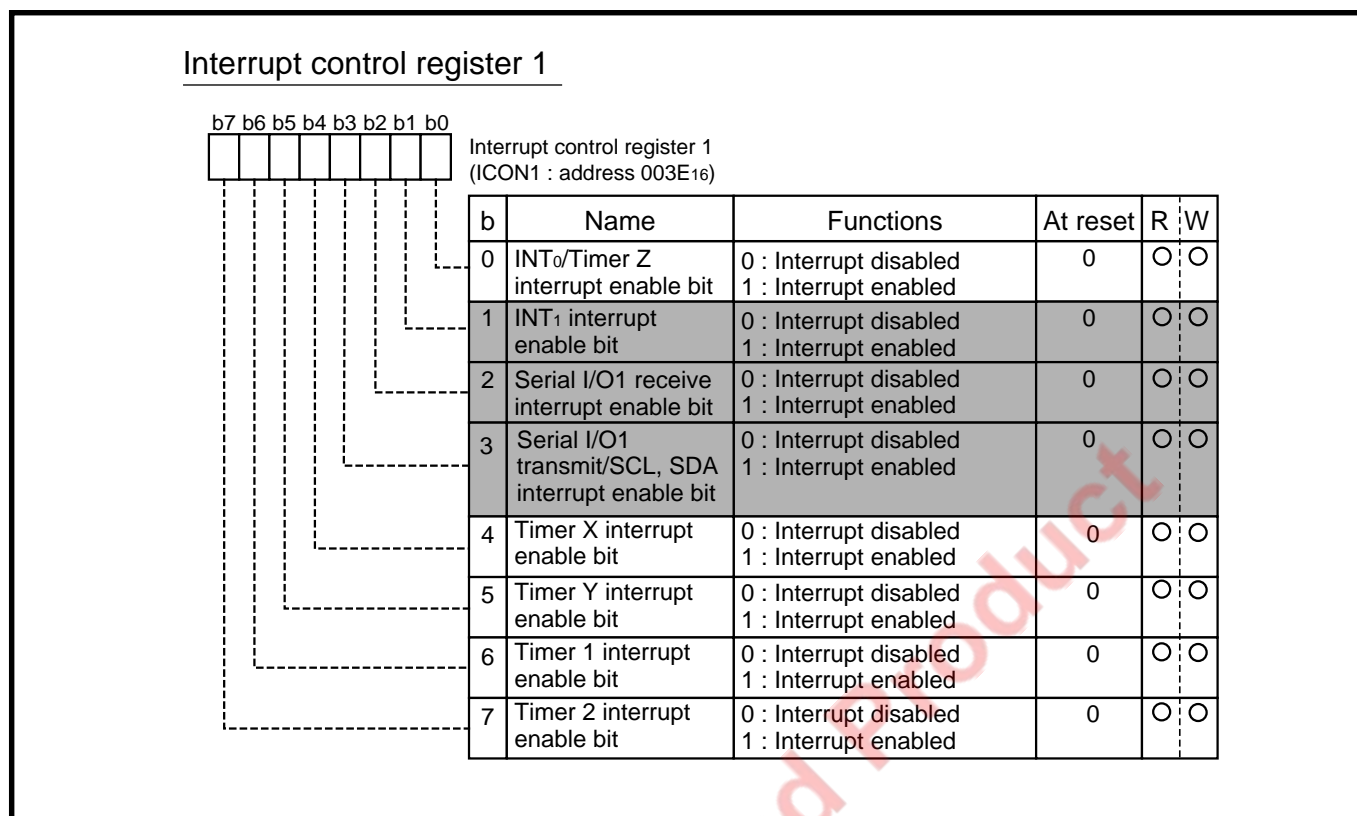 Interrupt control register 1
b7 b6 b5 b4 b3 b2 b1 b0
Interrupt control register 1
(ICON1 : address 003E16)
b Name Functions At reset R W
0 INT0/Timer Z 0 : Interrupt disabled 0 O O
interrupt enable bit 1 : Interrupt enabled
1 INT1 interrupt 0 : Interrupt disabled 0 O O
enable bit 1 : Interrupt enabled
2 Serial I/O1 receive 0 : Interrupt disabled 0 O O
interrupt enable bit 1 : Interrupt enabled
3 Serial I/O1 0 : Interrupt disabled 0 O O
transmit/SCL, SDA 1 : Interrupt enabled
interrupt enable bit
4 Timer X interrupt 0 : Interrupt disabled 0 O O
enable bit 1 : Interrupt enabled
5 Timer Y interrupt 0 : Interrupt disabled 0 O O
enable bit 1 : Interrupt enabled
6 Timer 1 interrupt 0 : Interrupt disabled 0 O O
enable bit 1 : Interrupt enabled
7 Timer 2 interrupt 0 : Interrupt disabled 0 O O
enable bit 1 : Interrupt enabled
d Product